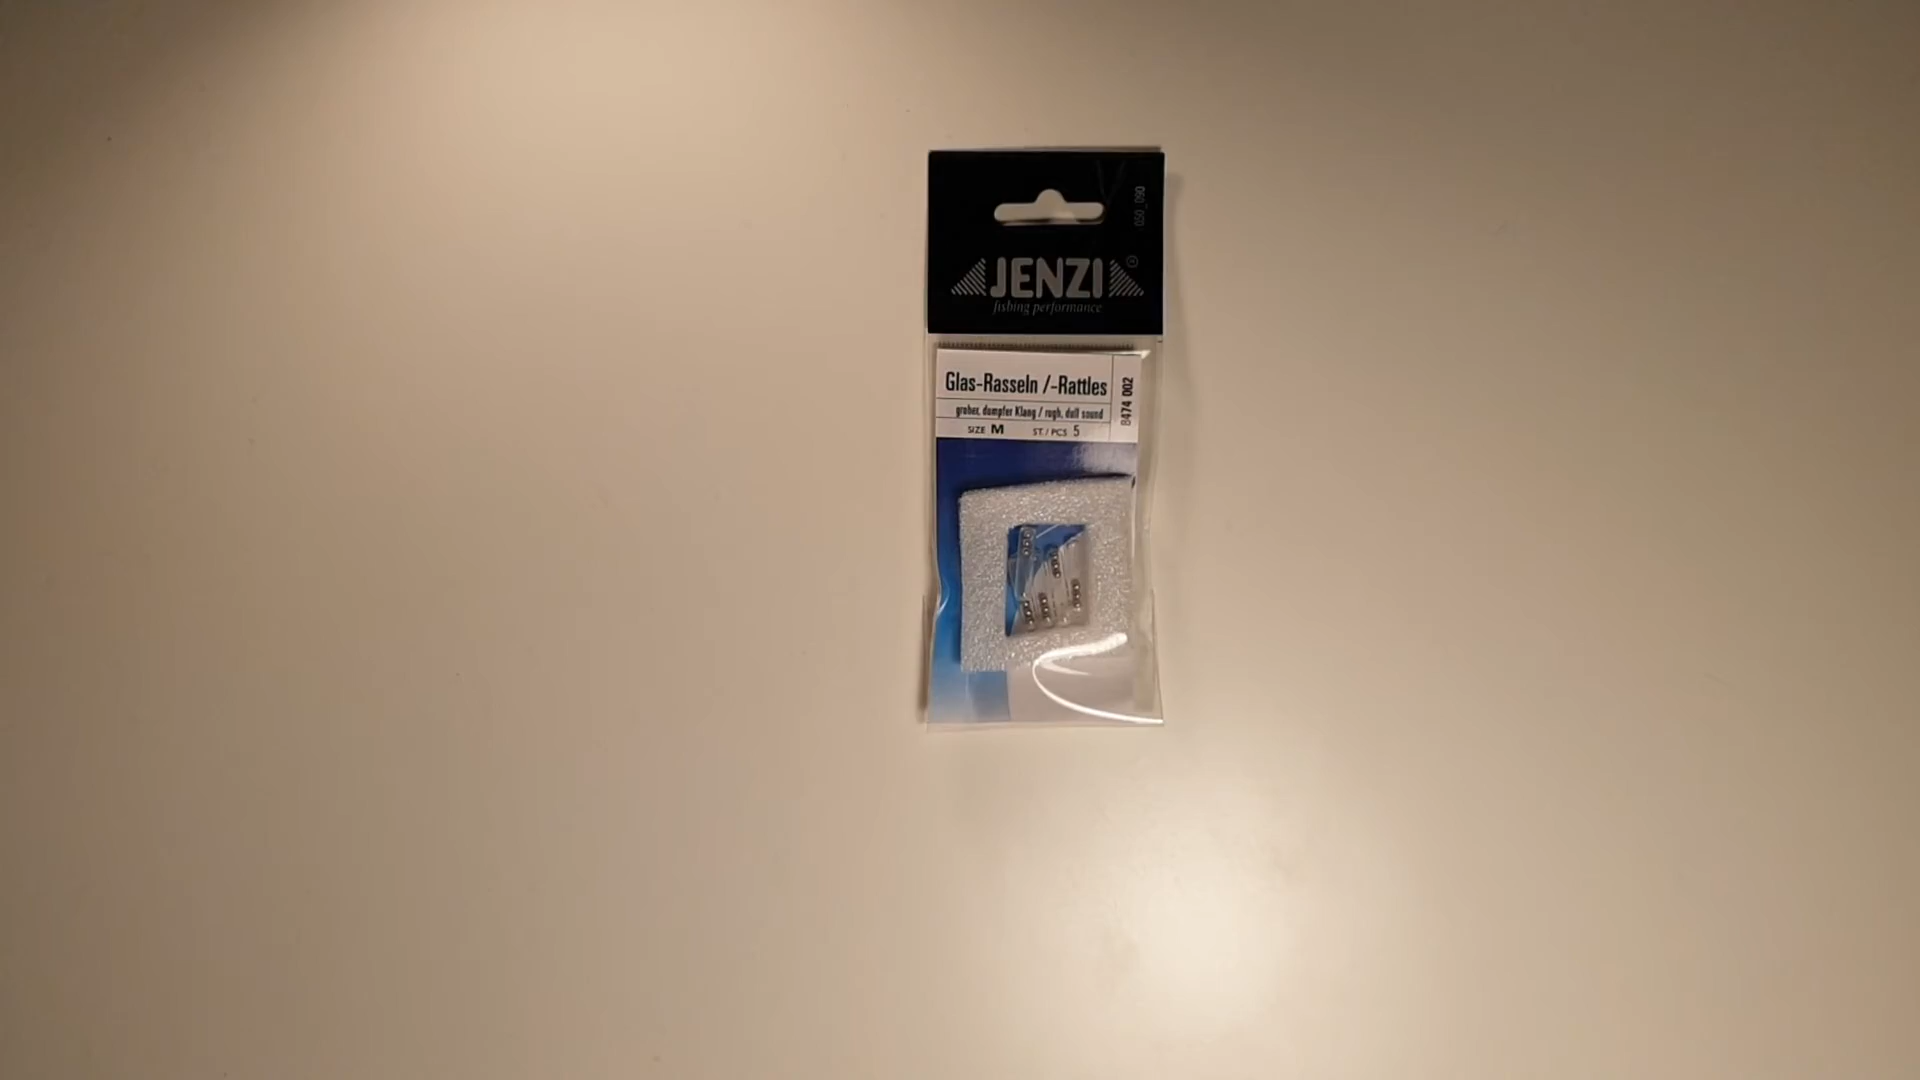 050_090
JENZI®
fishing performance
Glas-Rasseln /-Rattles
grober, dumpfer Klang / rogh, dull sound
SIZE M ST./PCS 5
8474 002